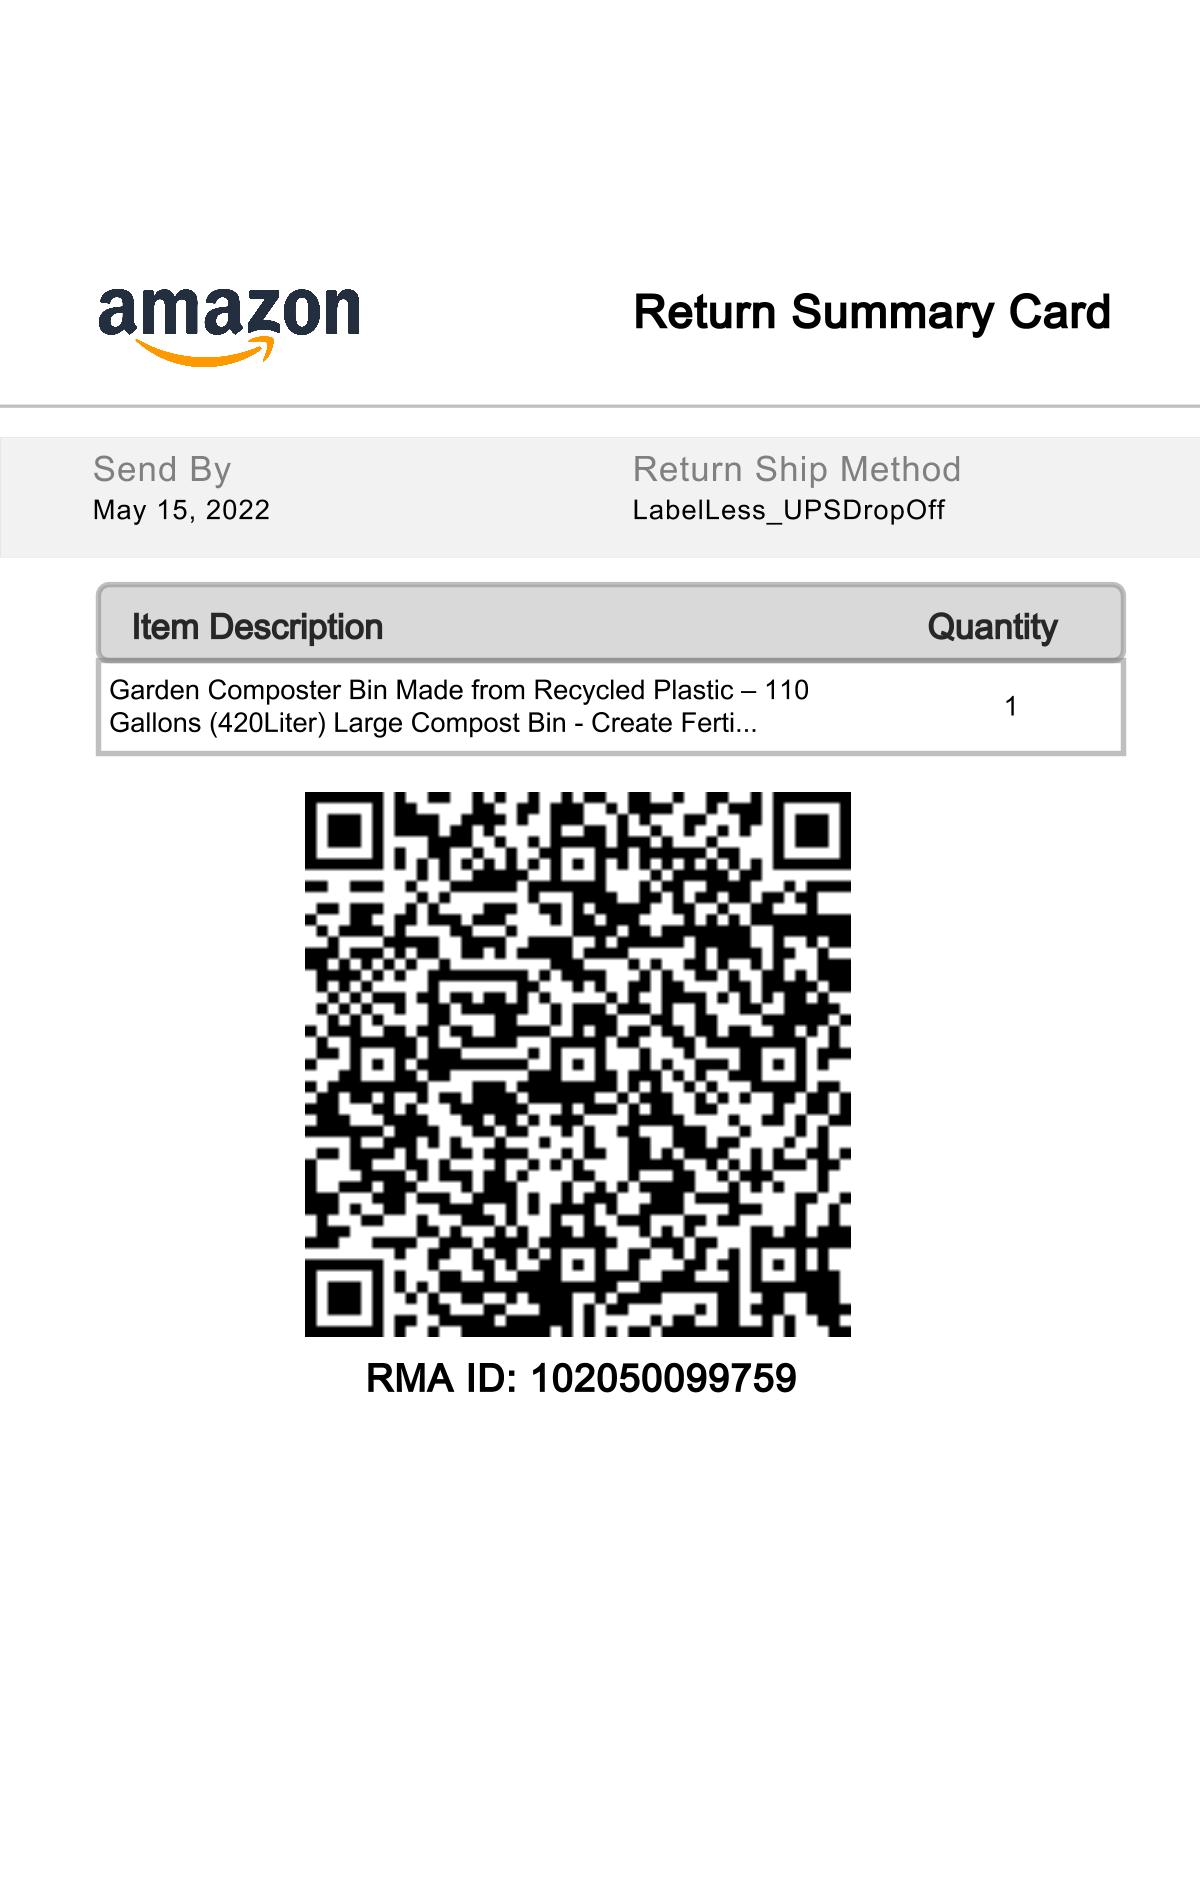 amazon
Return Summary Card
Send By
Return Ship Method
May 15, 2022
LabelLess_UPSDropOff
Item Description
Quantity
Garden Composter Bin Made from Recycled Plastic – 110
Gallons (420Liter) Large Compost Bin - Create Ferti...
1
RMA ID: 102050099759